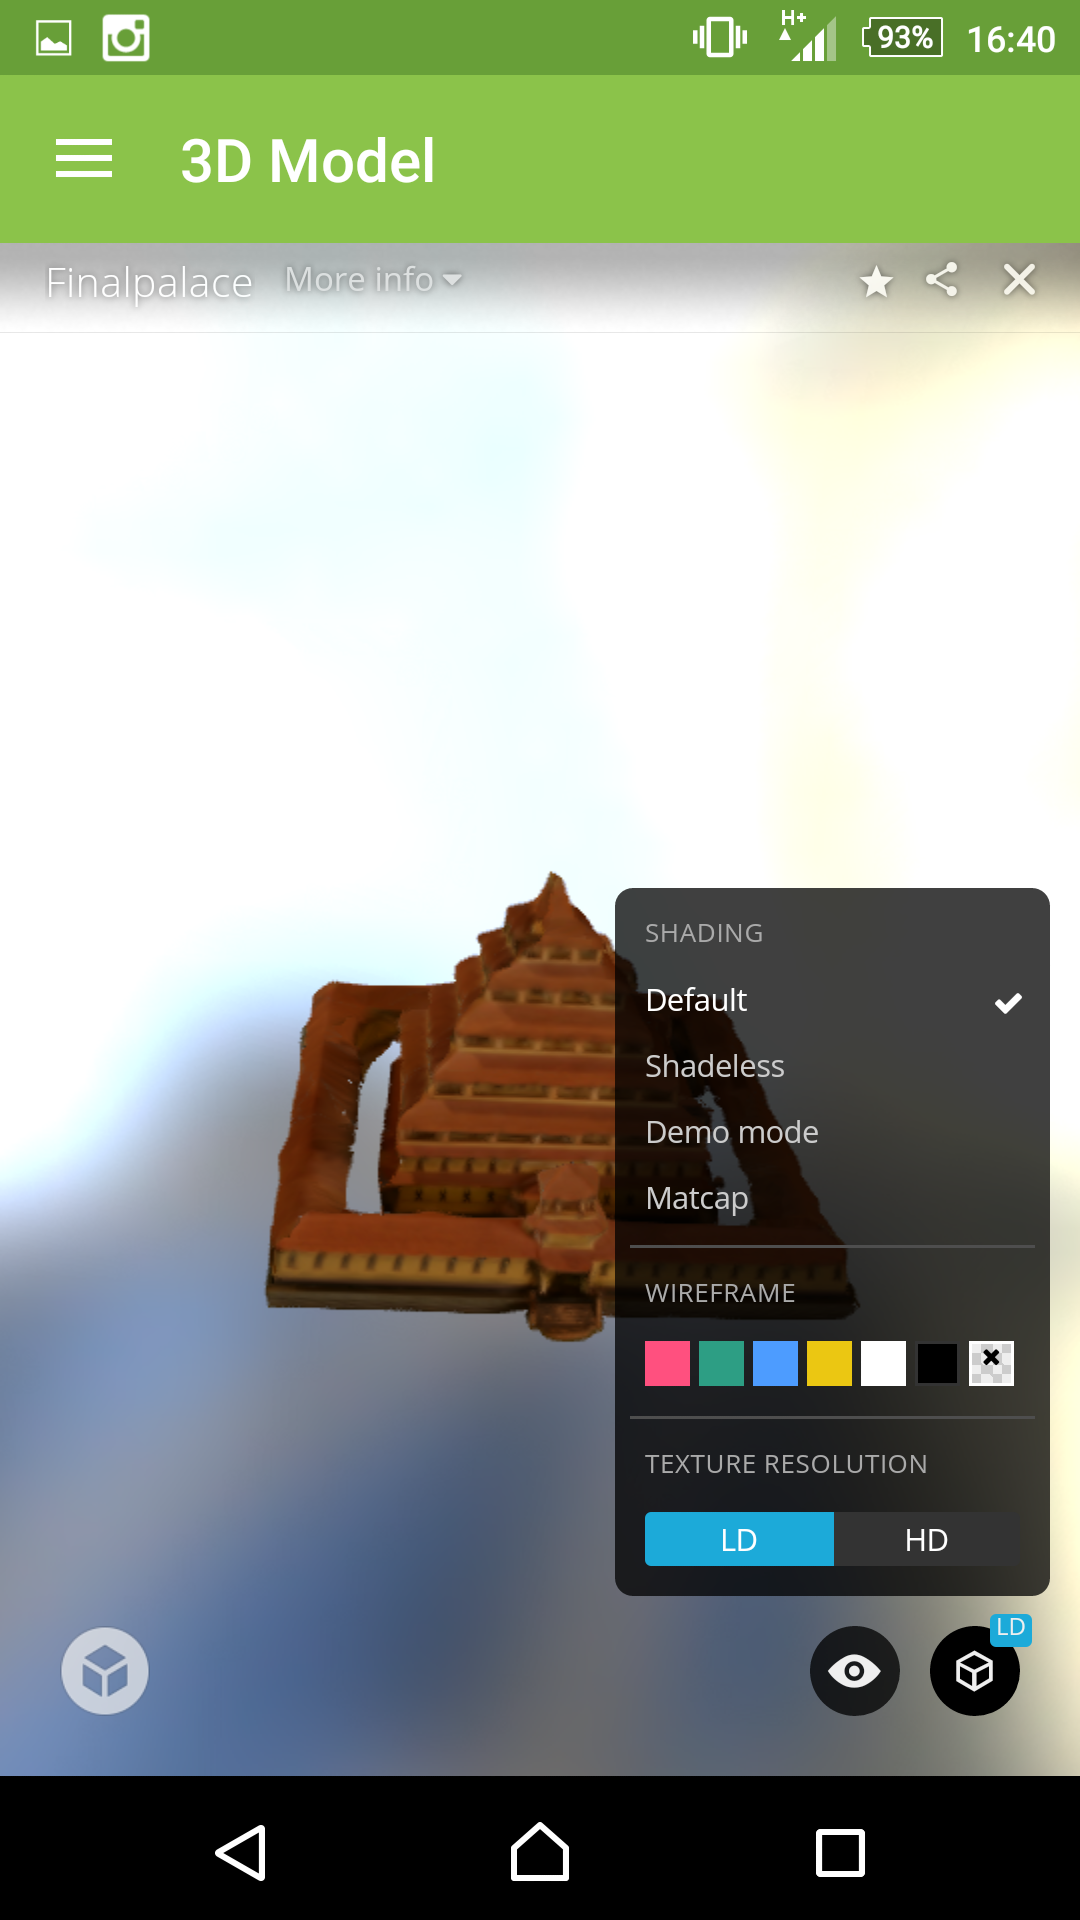 H+
93%
16:40
3D Model
Finalpalace
More info
SHADING
Default
Shadeless
Demo mode
Matcap
WIREFRAME
TEXTURE RESOLUTION
LD
HD
LD